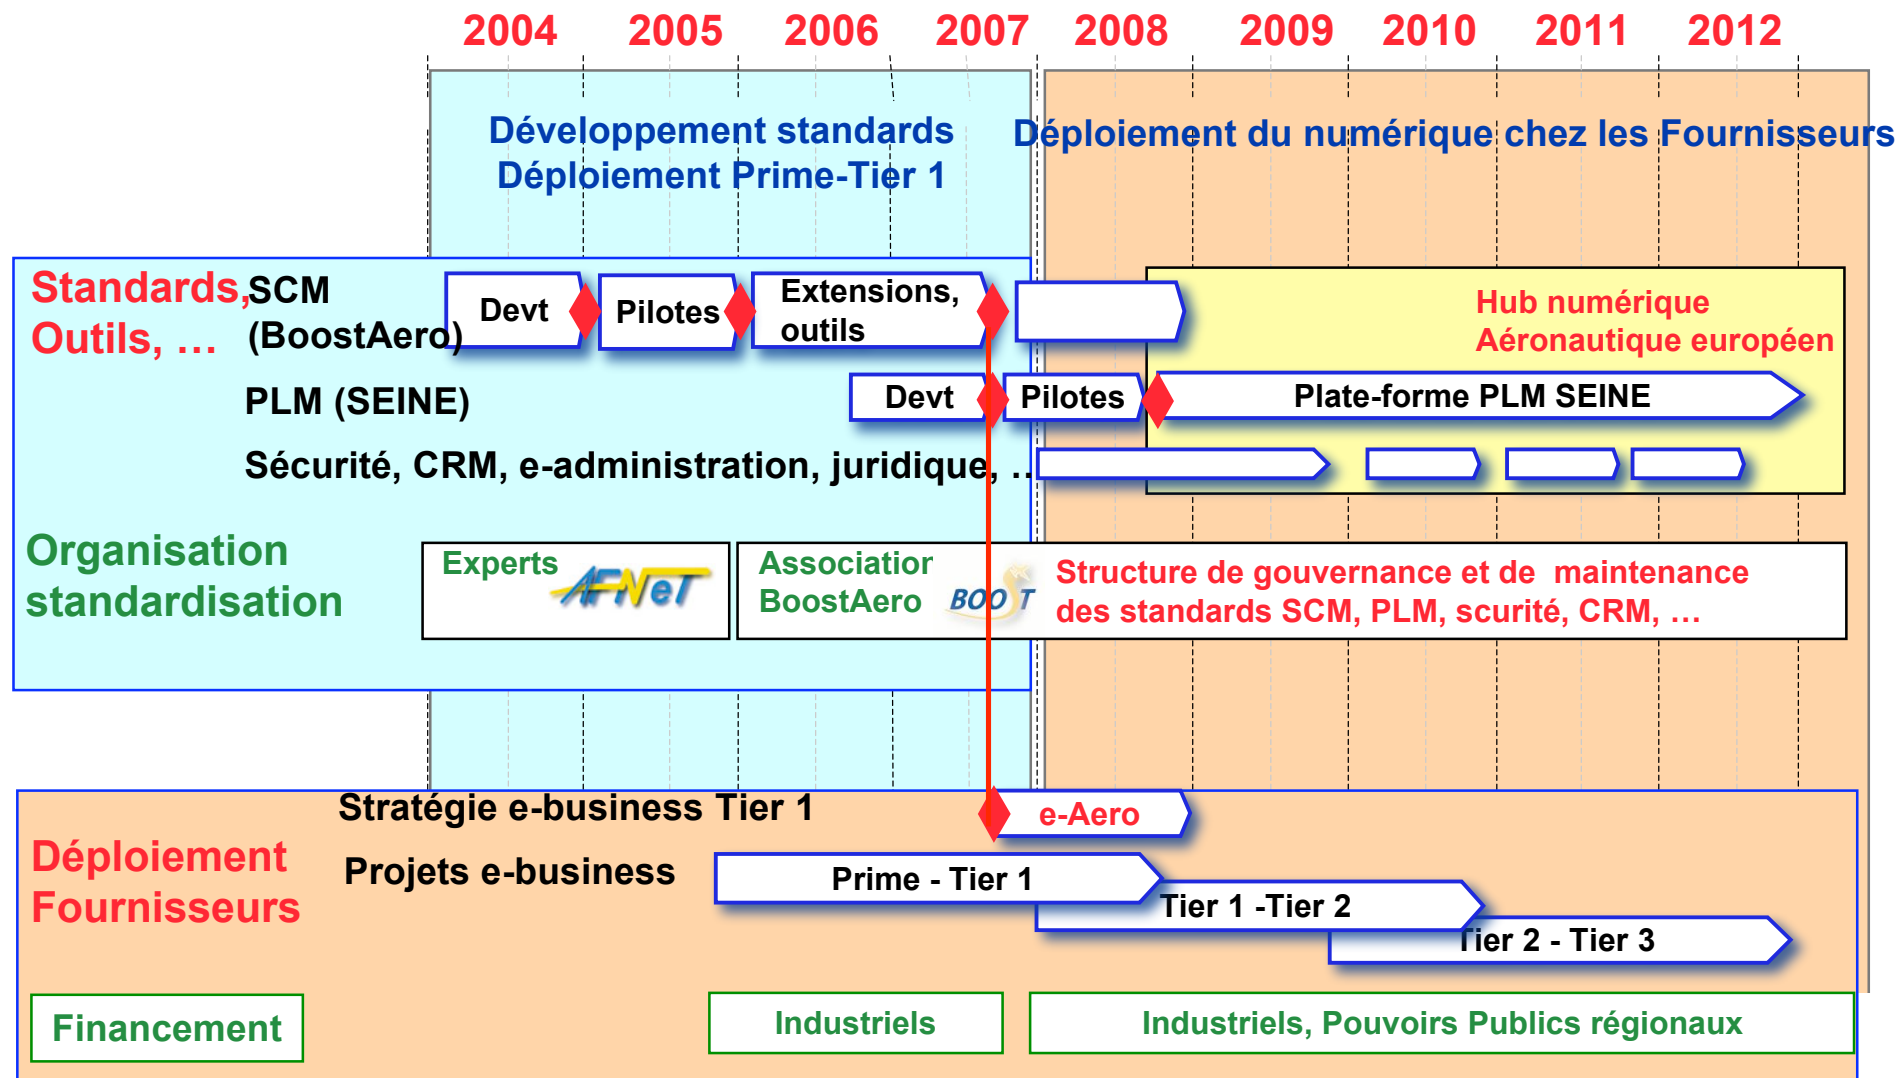 2004 2005 2006 2007 2008 2009 2010 2011 2012
Développement standards
Déploiement Prime-Tier 1
Déploiement du numérique chez les Fournisseurs
Standards,
Outils, …
SCM
(BoostAero)
Devt
Pilotes
Extensions,
outils
Hub numérique
Aéronautique européen
PLM (SEINE)
Devt
Pilotes
Plate-forme PLM SEINE
Sécurité, CRM, e-administration, juridique, ..
Organisation
standardisation
Experts
AFNeT
Association
BoostAero
BOOST
Structure de gouvernance et de maintenance
des standards SCM, PLM, scurité, CRM, …
Stratégie e-business Tier 1
e-Aero
Déploiement
Fournisseurs
Projets e-business
Prime - Tier 1
Tier 1 -Tier 2
Tier 2 - Tier 3
Financement
Industriels
Industriels, Pouvoirs Publics régionaux